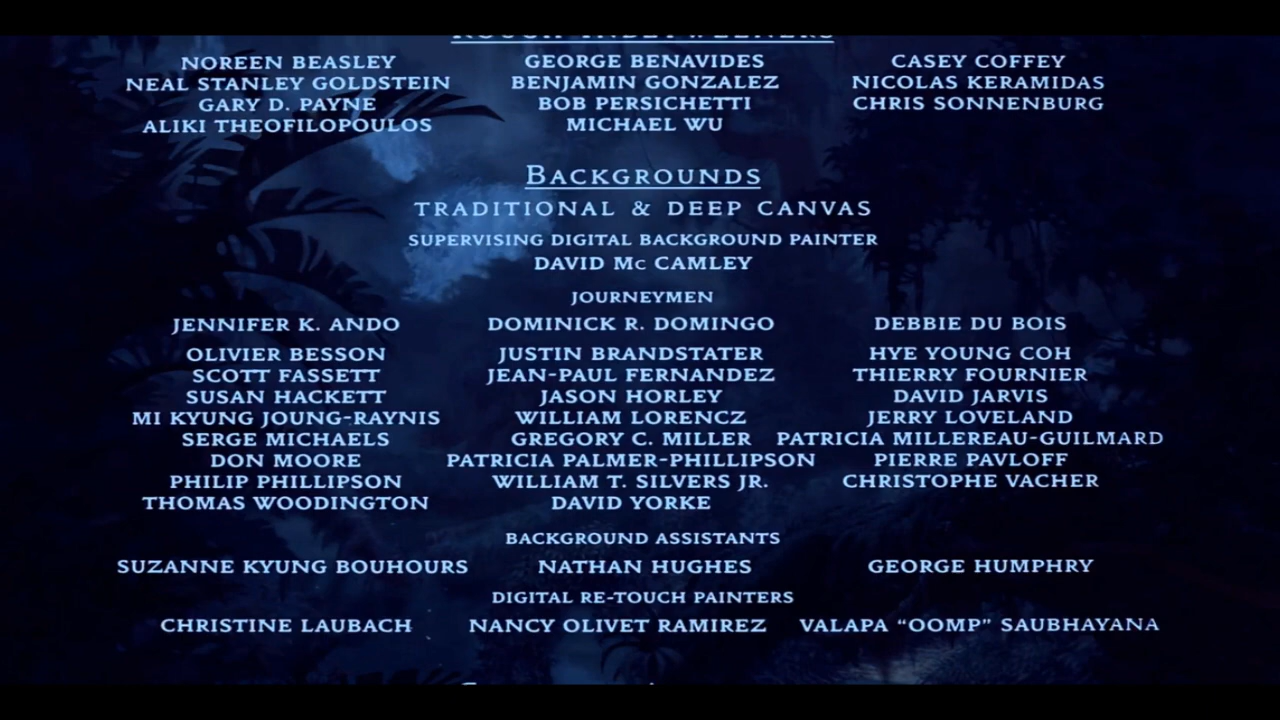 ROUGH INBETWEENERS
NOREEN BEASLEY GEORGE BENAVIDES CASEY COFFEY
NEAL STANLEY GOLDSTEIN BENJAMIN GONZALEZ NICOLAS KERAMIDAS
GARY D. PAYNE BOB PERSICHETTI CHRIS SONNENBURG
ALIKI THEOFILOPOULOS MICHAEL WU
BACKGROUNDS
TRADITIONAL & DEEP CANVAS
SUPERVISING DIGITAL BACKGROUND PAINTER
DAVID Mc CAMLEY
JOURNEYMEN
JENNIFER K. ANDO DOMINICK R. DOMINGO DEBBIE DU BOIS
OLIVIER BESSON JUSTIN BRANDSTATER HYE YOUNG COH
SCOTT FASSETT JEAN-PAUL FERNANDEZ THIERRY FOURNIER
SUSAN HACKETT JASON HORLEY DAVID JARVIS
MI KYUNG JOUNG-RAYNIS WILLIAM LORENCZ JERRY LOVELAND
SERGE MICHAELS GREGORY C. MILLER PATRICIA MILLEREAU-GUILMARD
DON MOORE PATRICIA PALMER-PHILLIPSON PIERRE PAVLOFF
PHILIP PHILLIPSON WILLIAM T. SILVERS JR. CHRISTOPHE VACHER
THOMAS WOODINGTON DAVID YORKE
BACKGROUND ASSISTANTS
SUZANNE KYUNG BOUHOURS NATHAN HUGHES GEORGE HUMPHRY
DIGITAL RE-TOUCH PAINTERS
CHRISTINE LAUBACH NANCY OLIVET RAMIREZ VALAPA “OOMP” SAUBHAYANA